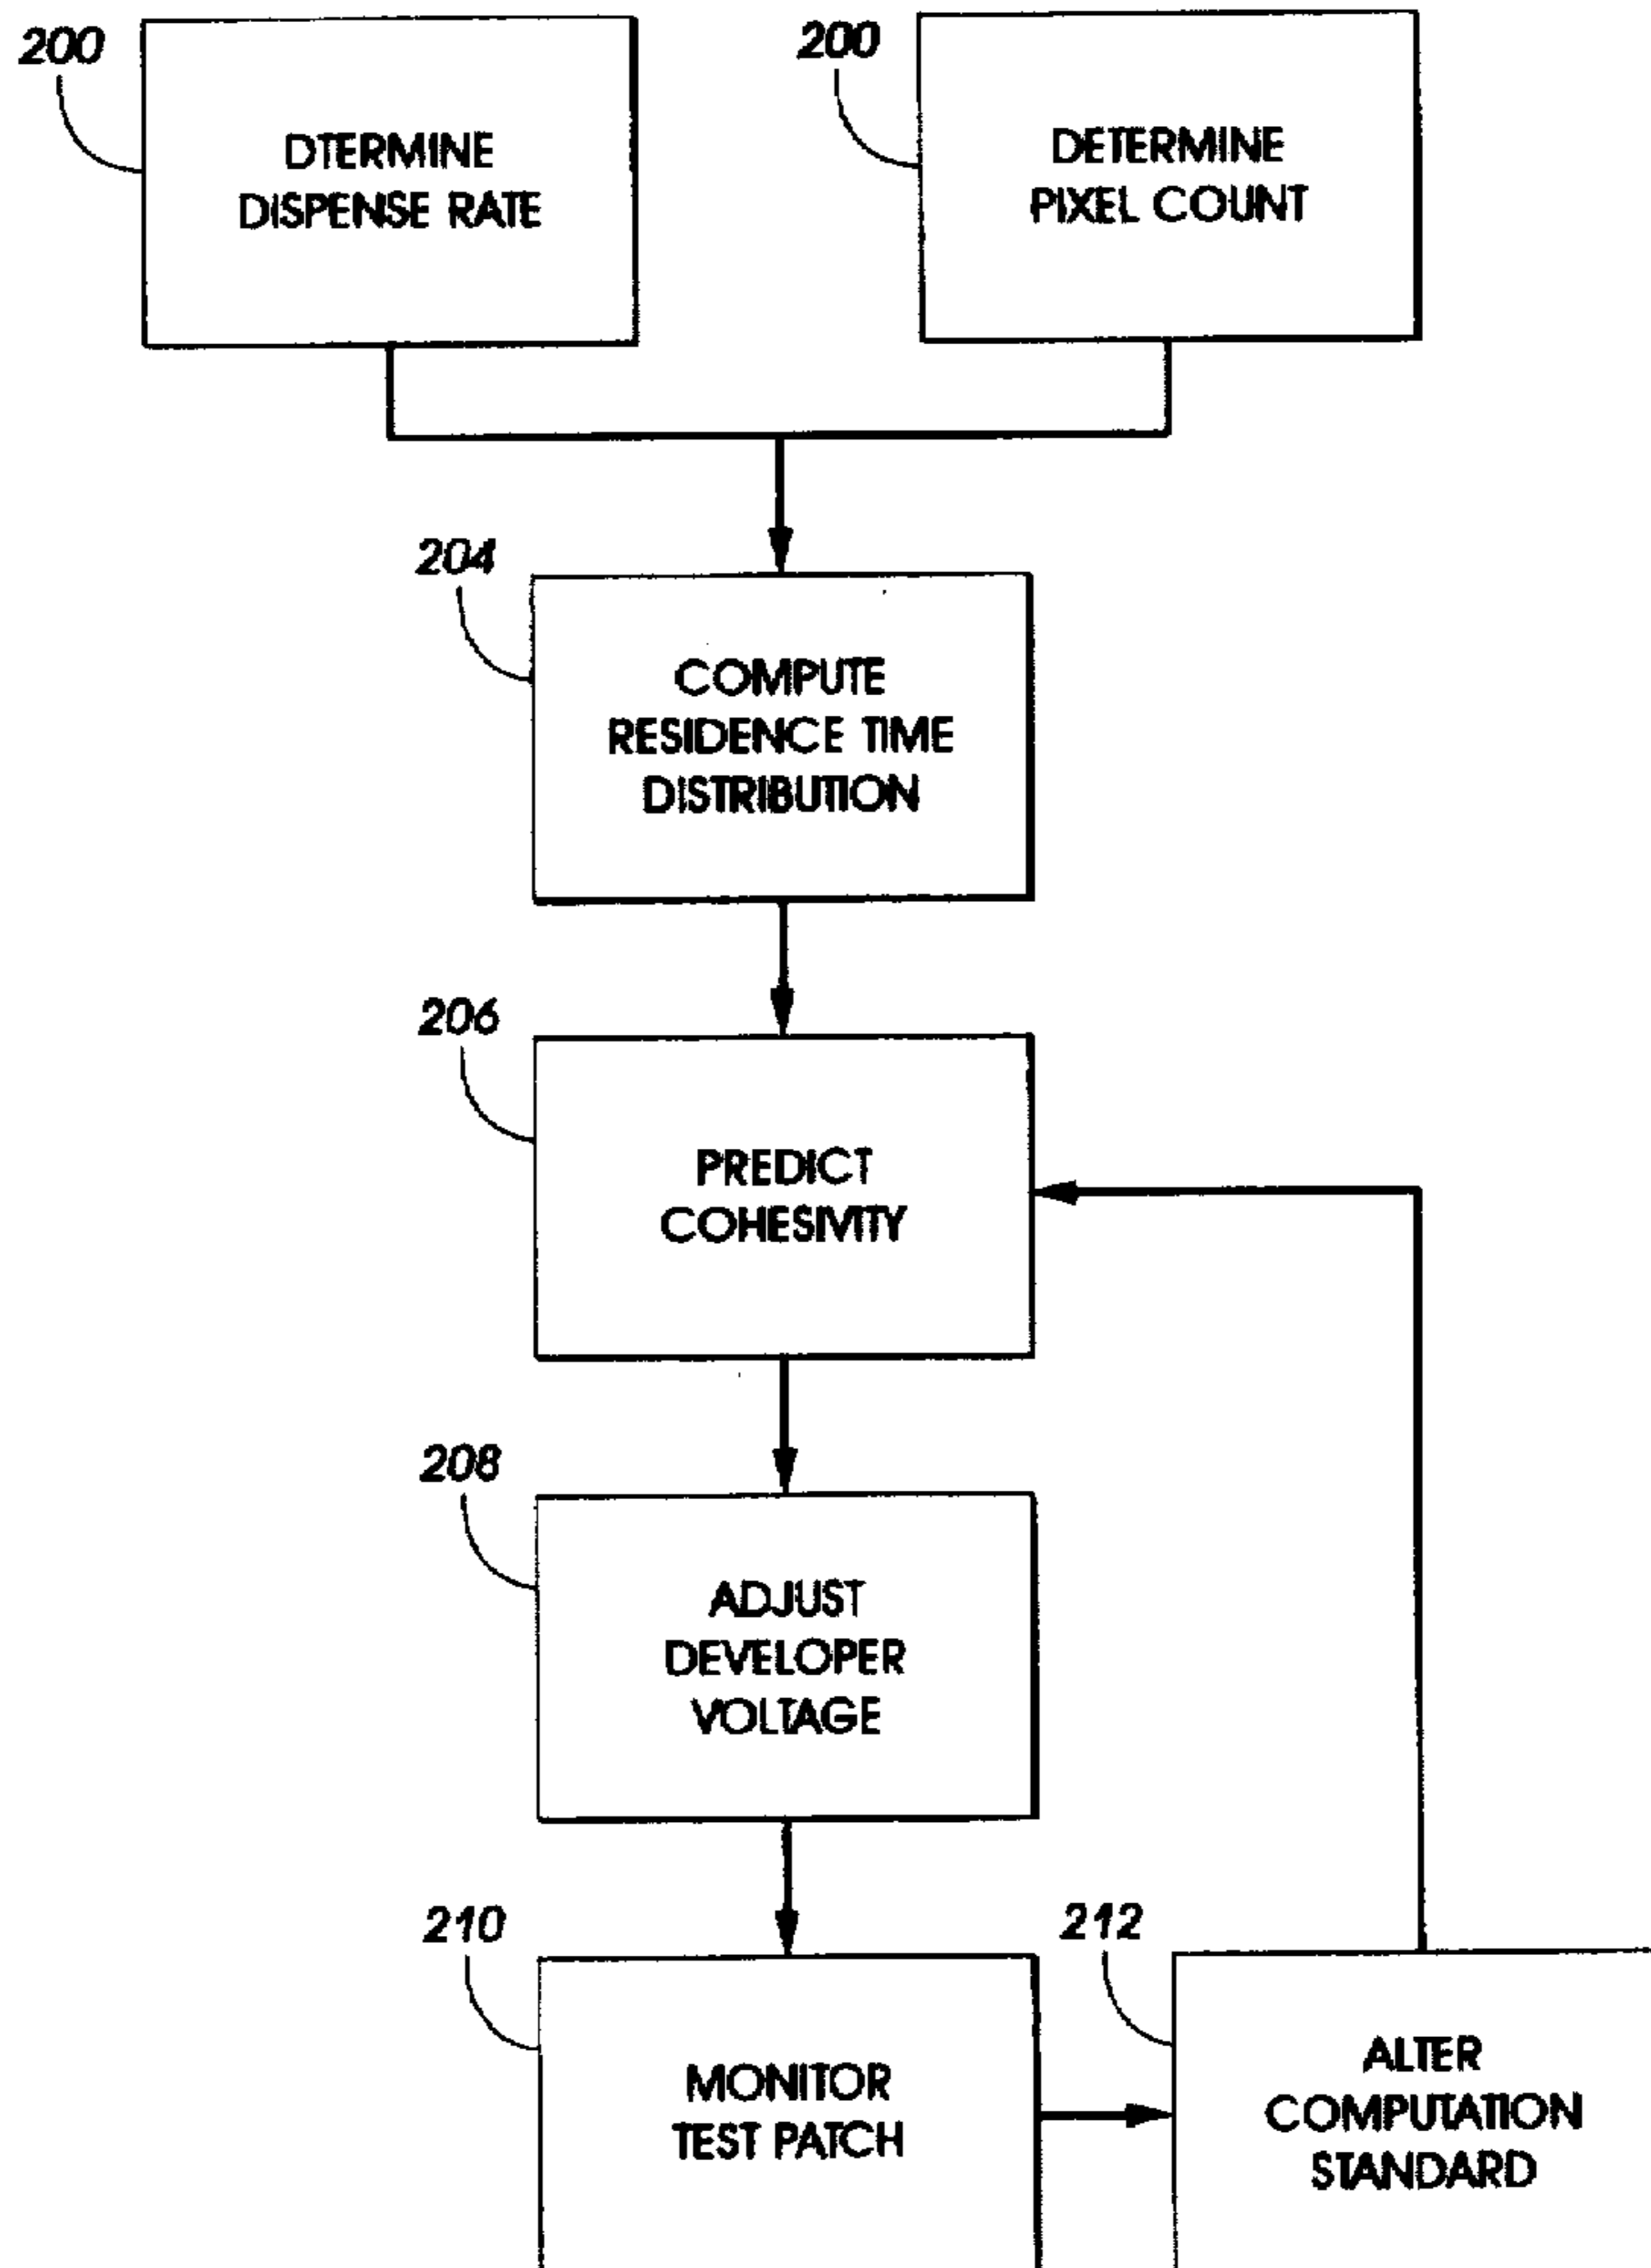 200
DTERMINE
DISPENSE RATE
200
DETERMINE
PIXEL COUNT
204
COMPUTE
RESIDENCE TIME
DISTRIBUTION
206
PREDICT
COHESIVITY
208
ADJUST
DEVELOPER
VOLTAGE
210
MONITOR
TEST PATCH
212
ALTER
COMPUTATION
STANDARD